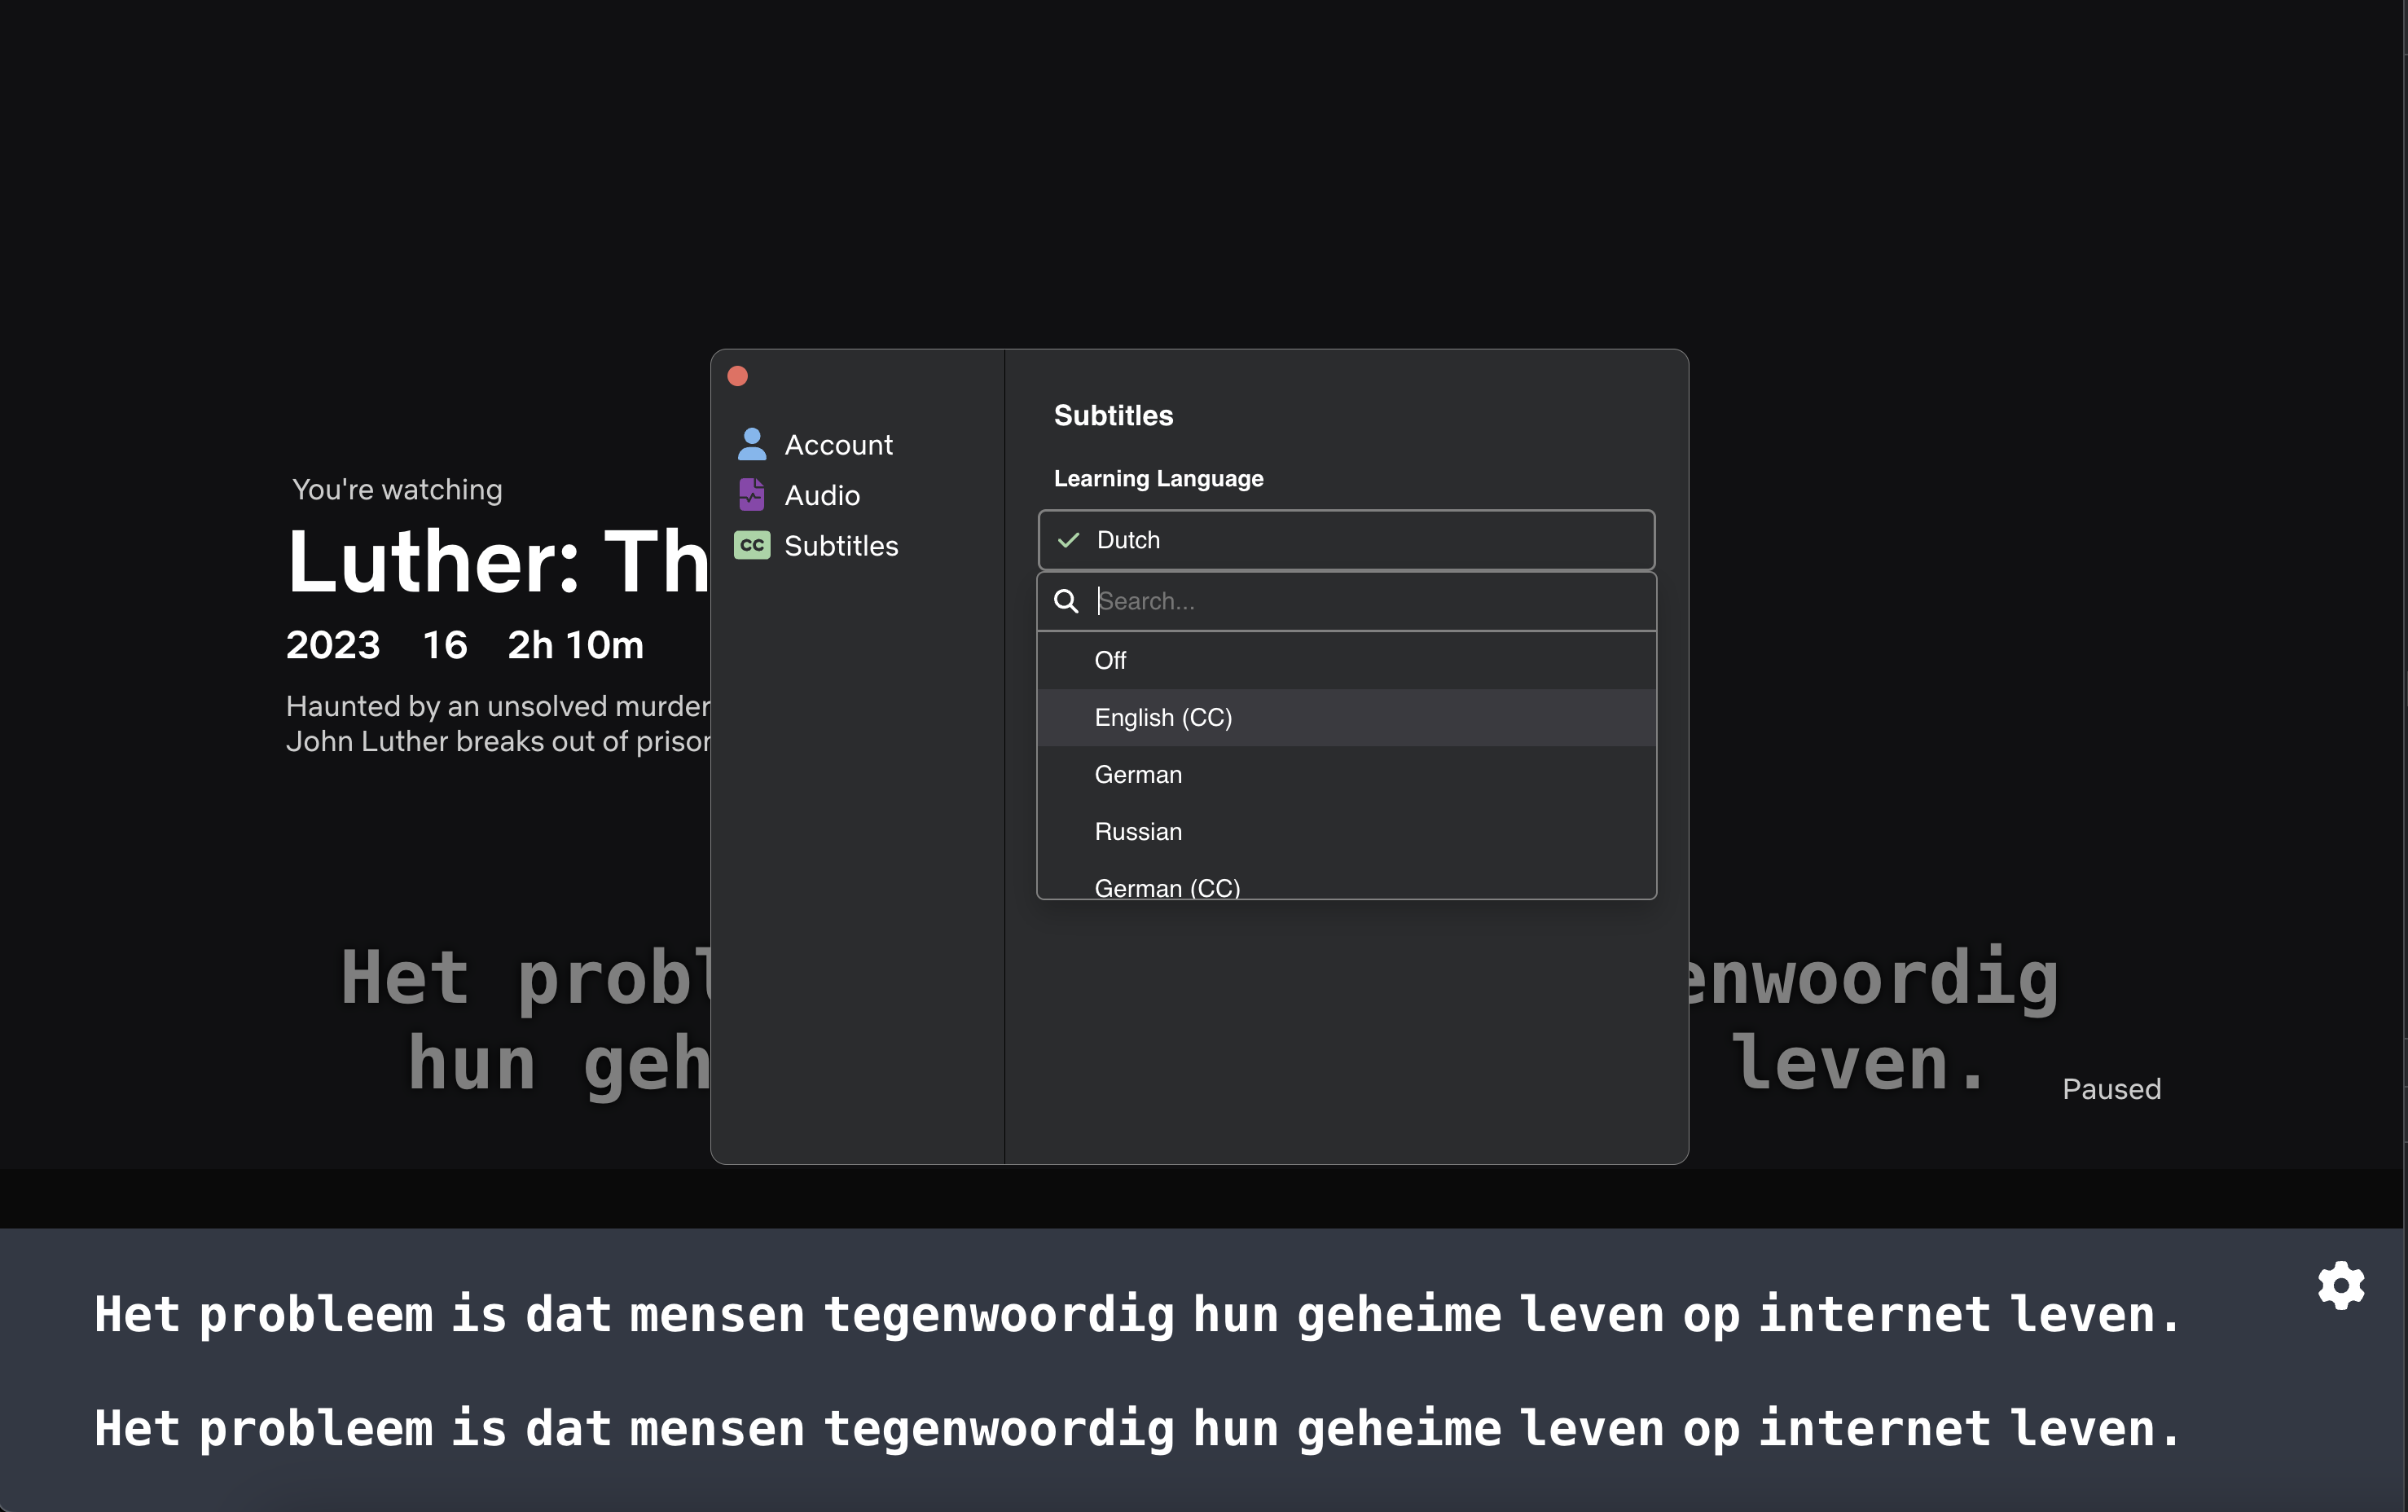 You're watching
Luther: Th
2023 16 2h 10m
Haunted by an unsolved murder
John Luther breaks out of prison
Account
Audio
CC Subtitles
Subtitles
Learning Language
Dutch
Search...
Off
English (CC)
German
Russian
German (CC)
Het probl enwoordig
hun geh leven.
Paused
Het probleem is dat mensen tegenwoordig hun geheime leven op internet leven.
Het probleem is dat mensen tegenwoordig hun geheime leven op internet leven.